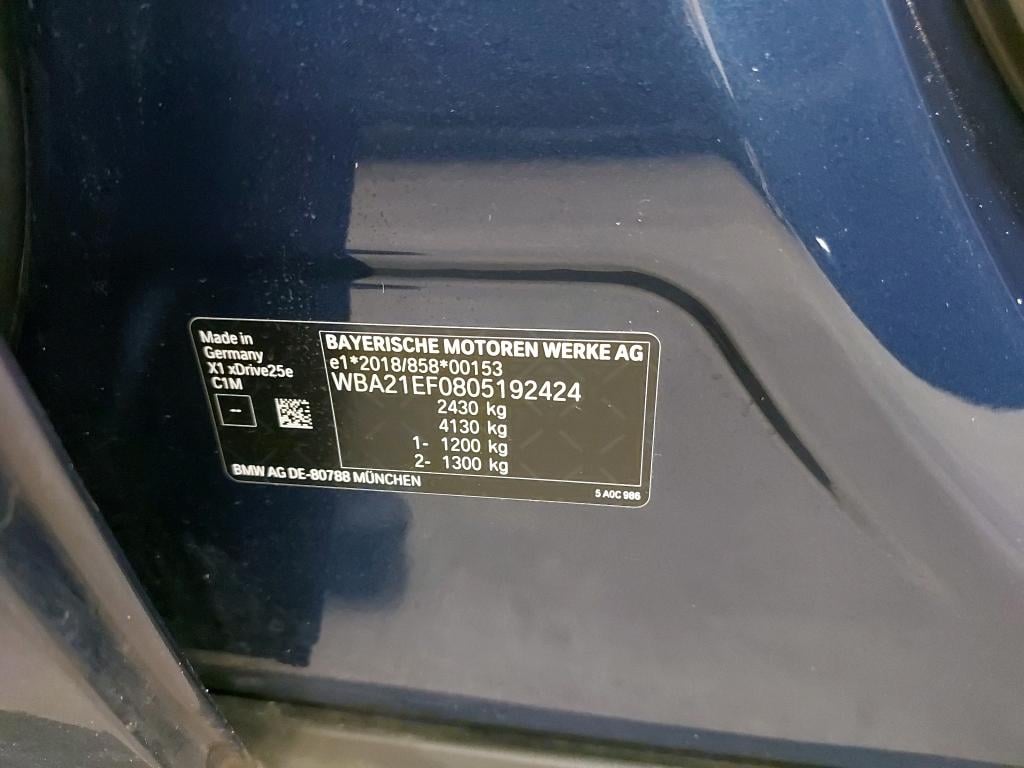 Made in
Germany
X1 xDrive25e
C1M
--
BAYERISCHE MOTOREN WERKE AG
e1*2018/858*00153
WBA21EF0805192424
2430 kg
4130 kg
1- 1200 kg
2- 1300 kg
BMW AG DE-80788 MÜNCHEN
5 A0C 986